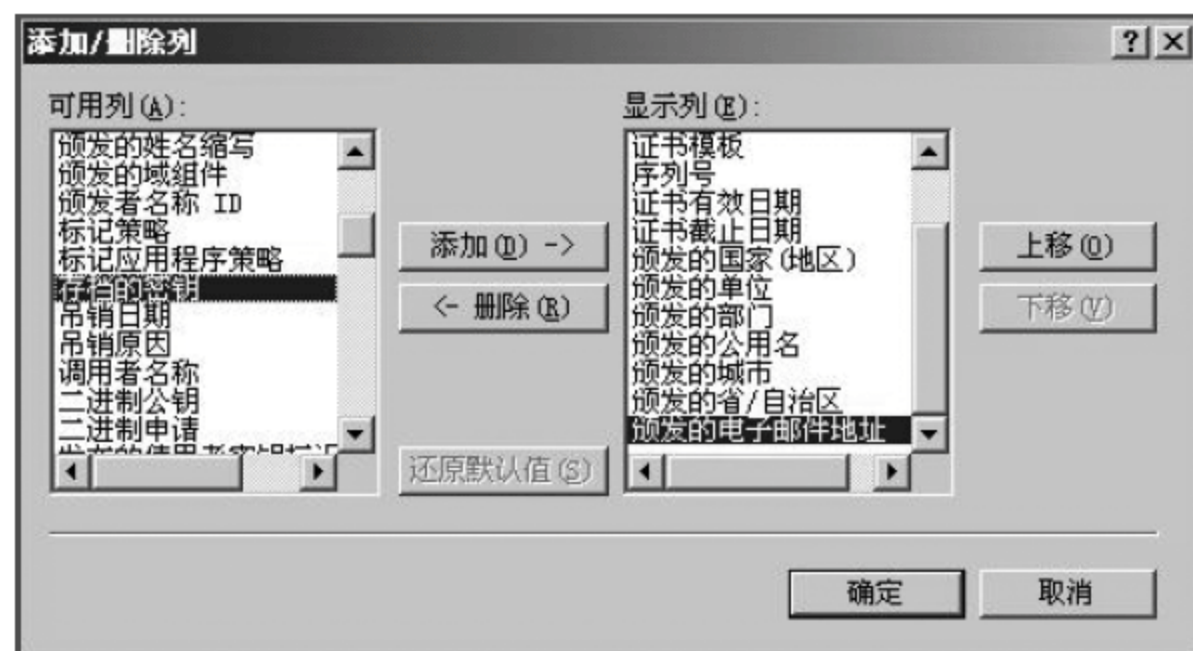 添加/删除列
可用列(A):
颁发的姓名缩写
颁发的域组件
颁发者名称 ID
标记策略
标记应用程序策略
存档的密钥
吊销日期
吊销原因
调用者名称
二进制公钥
二进制申请
添加(D) ->
<- 删除(R)
还原默认值(S)
显示列(E):
证书模板
序列号
证书有效日期
证书截止日期
颁发的国家(地区)
颁发的单位
颁发的部门
颁发的公用名
颁发的城市
颁发的省/自治区
颁发的电子邮件地址
上移(O)
下移(V)
确定
取消